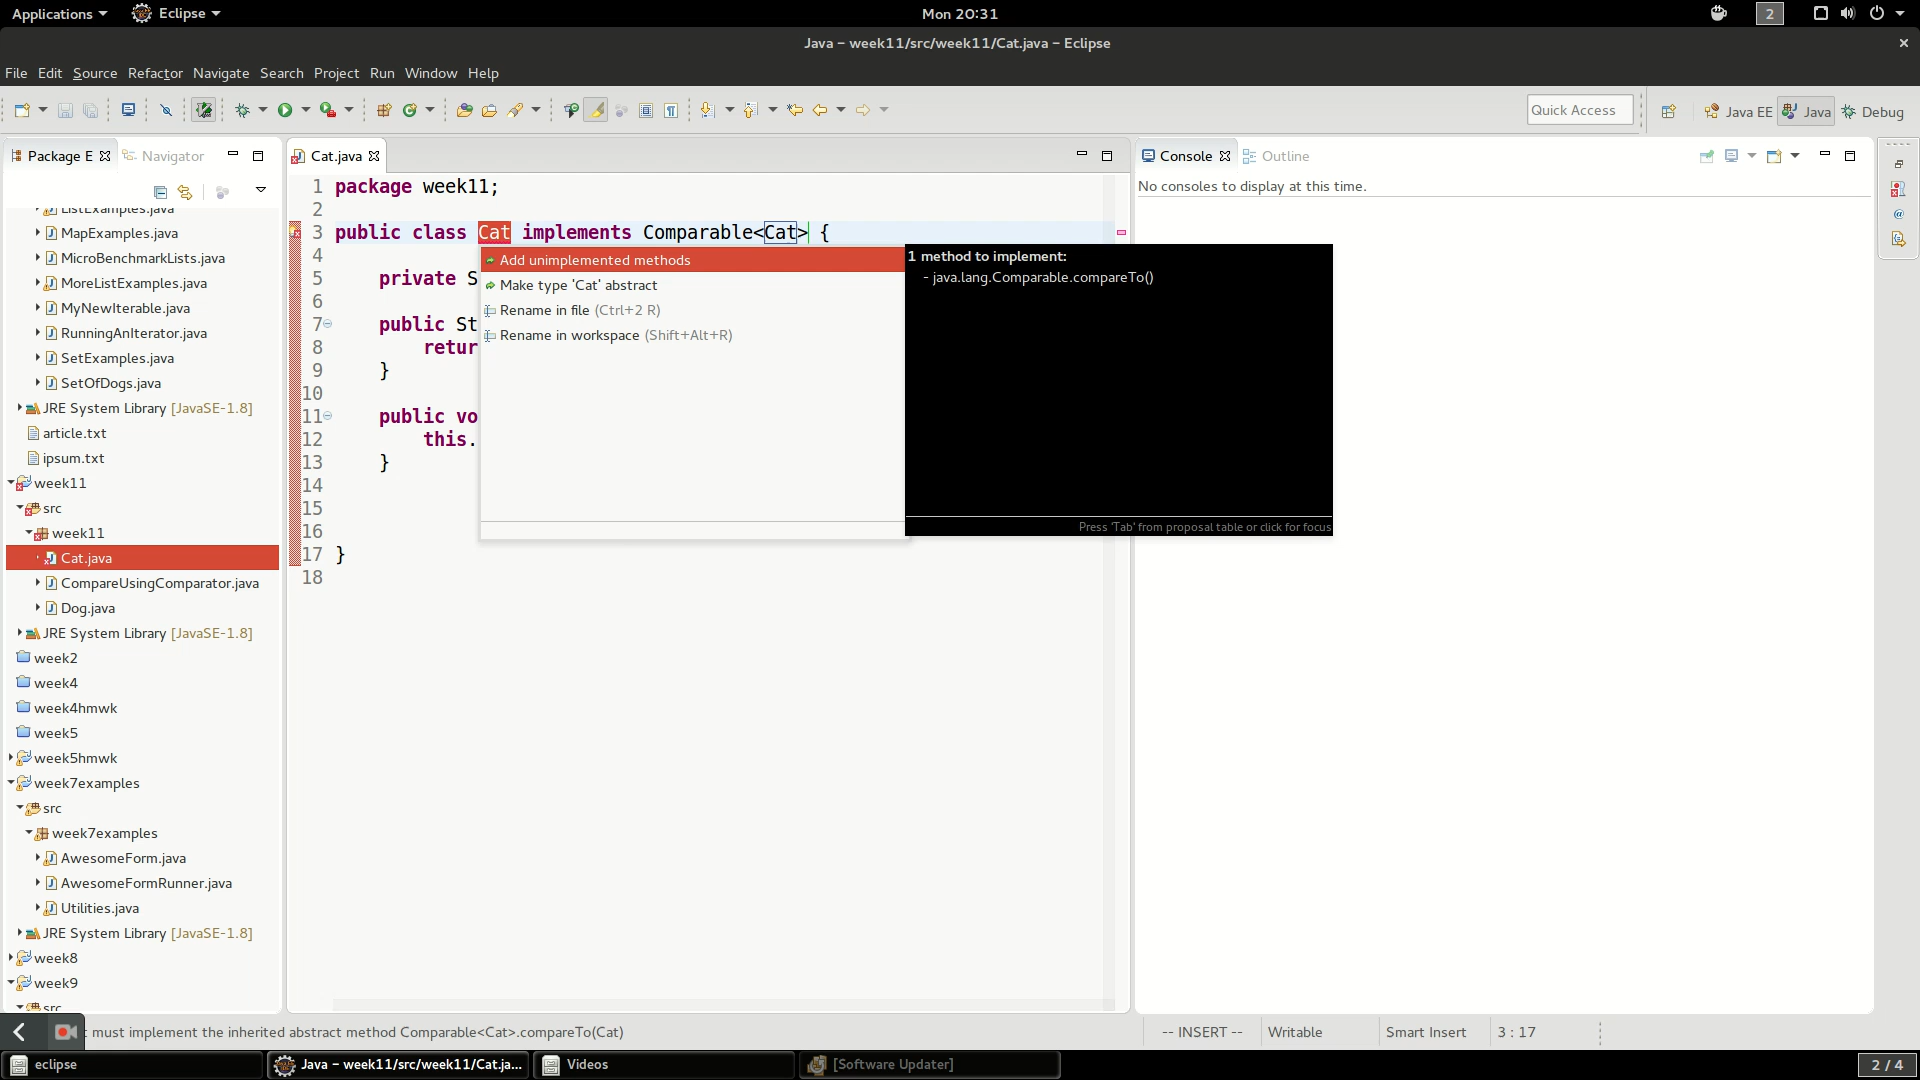 Applications
Eclipse
Mon 20:31
2
Java – week11/src/week11/Cat.java – Eclipse
File Edit Source Refactor Navigate Search Project Run Window Help
Quick Access
Java EE
Java
Debug
Package E
Navigator
ListExamples.java
MapExamples.java
MicroBenchmarkLists.java
MoreListExamples.java
MyNewIterable.java
RunningAnIterator.java
SetExamples.java
SetOfDogs.java
JRE System Library [JavaSE-1.8]
article.txt
ipsum.txt
week11
src
week11
Cat.java
CompareUsingComparator.java
Dog.java
JRE System Library [JavaSE-1.8]
week2
week4
week4hmwk
week5
week5hmwk
week7examples
src
week7examples
AwesomeForm.java
AwesomeFormRunner.java
Utilities.java
JRE System Library [JavaSE-1.8]
week8
week9
src
Cat.java
1 package week11;
2
3 public class Cat implements Comparable<Cat> {
4
5 private S
6
7 public St
8 retur
9 }
10
11 public vo
12 this.
13 }
14
15
16
17 }
18
Add unimplemented methods
Make type 'Cat' abstract
Rename in file (Ctrl+2 R)
Rename in workspace (Shift+Alt+R)
1 method to implement:
- java.lang.Comparable.compareTo()
Press 'Tab' from proposal table or click for focus
Console
Outline
No consoles to display at this time.
must implement the inherited abstract method Comparable<Cat>.compareTo(Cat)
-- INSERT --
Writable
Smart Insert
3 : 17
eclipse
Java – week11/src/week11/Cat.ja...
Videos
[Software Updater]
2 / 4